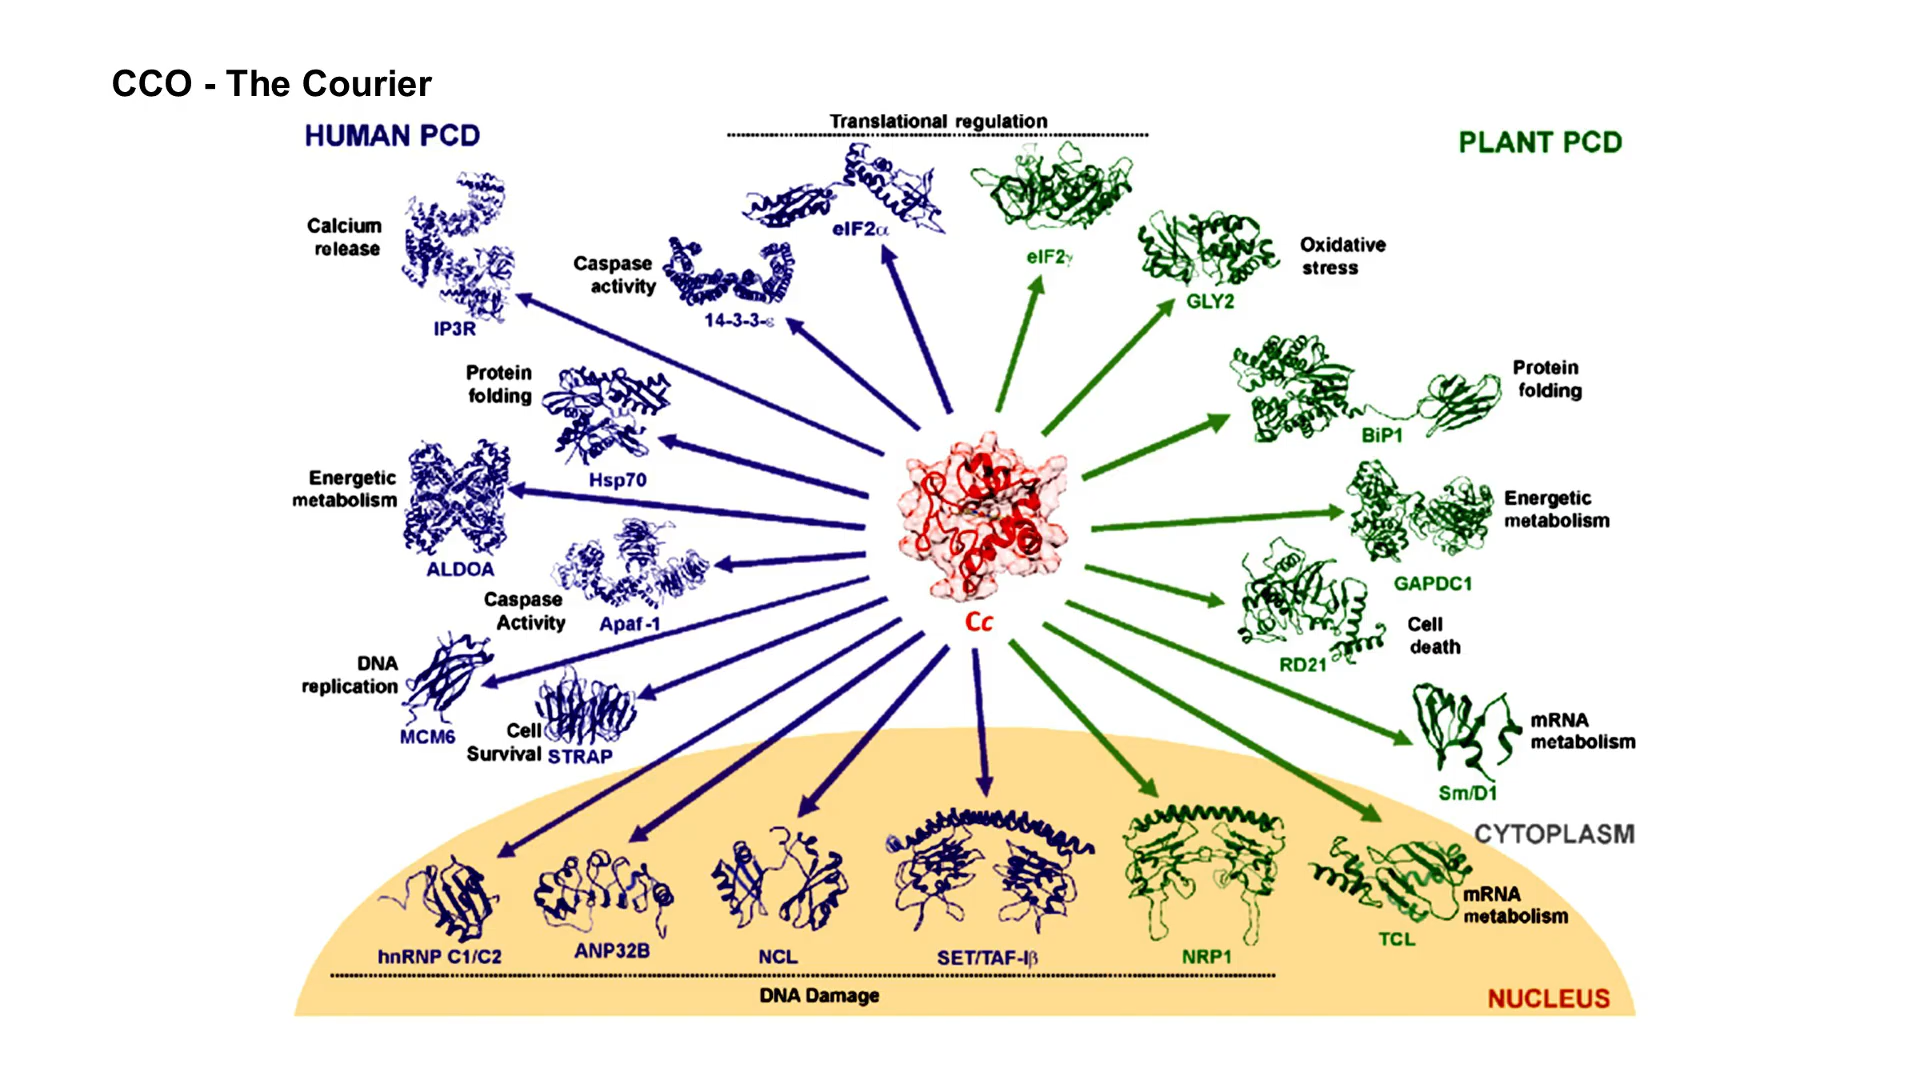 CCO - The Courier
HUMAN PCD
Translational regulation
PLANT PCD
Calcium
release
IP3R
Caspase
activity
14-3-3-ε
eIF2α
eIF2γ
GLY2
Oxidative
stress
Protein
folding
Hsp70
BiP1
Protein
folding
Energetic
metabolism
ALDOA
GAPDC1
Energetic
metabolism
Caspase
Activity
Apaf-1
Cc
RD21
Cell
death
DNA
replication
MCM6
Cell
Survival
STRAP
mRNA
metabolism
Sm/D1
CYTOPLASM
hnRNP C1/C2
ANP32B
NCL
SET/TAF-Iβ
NRP1
TCL
mRNA
metabolism
DNA Damage
NUCLEUS